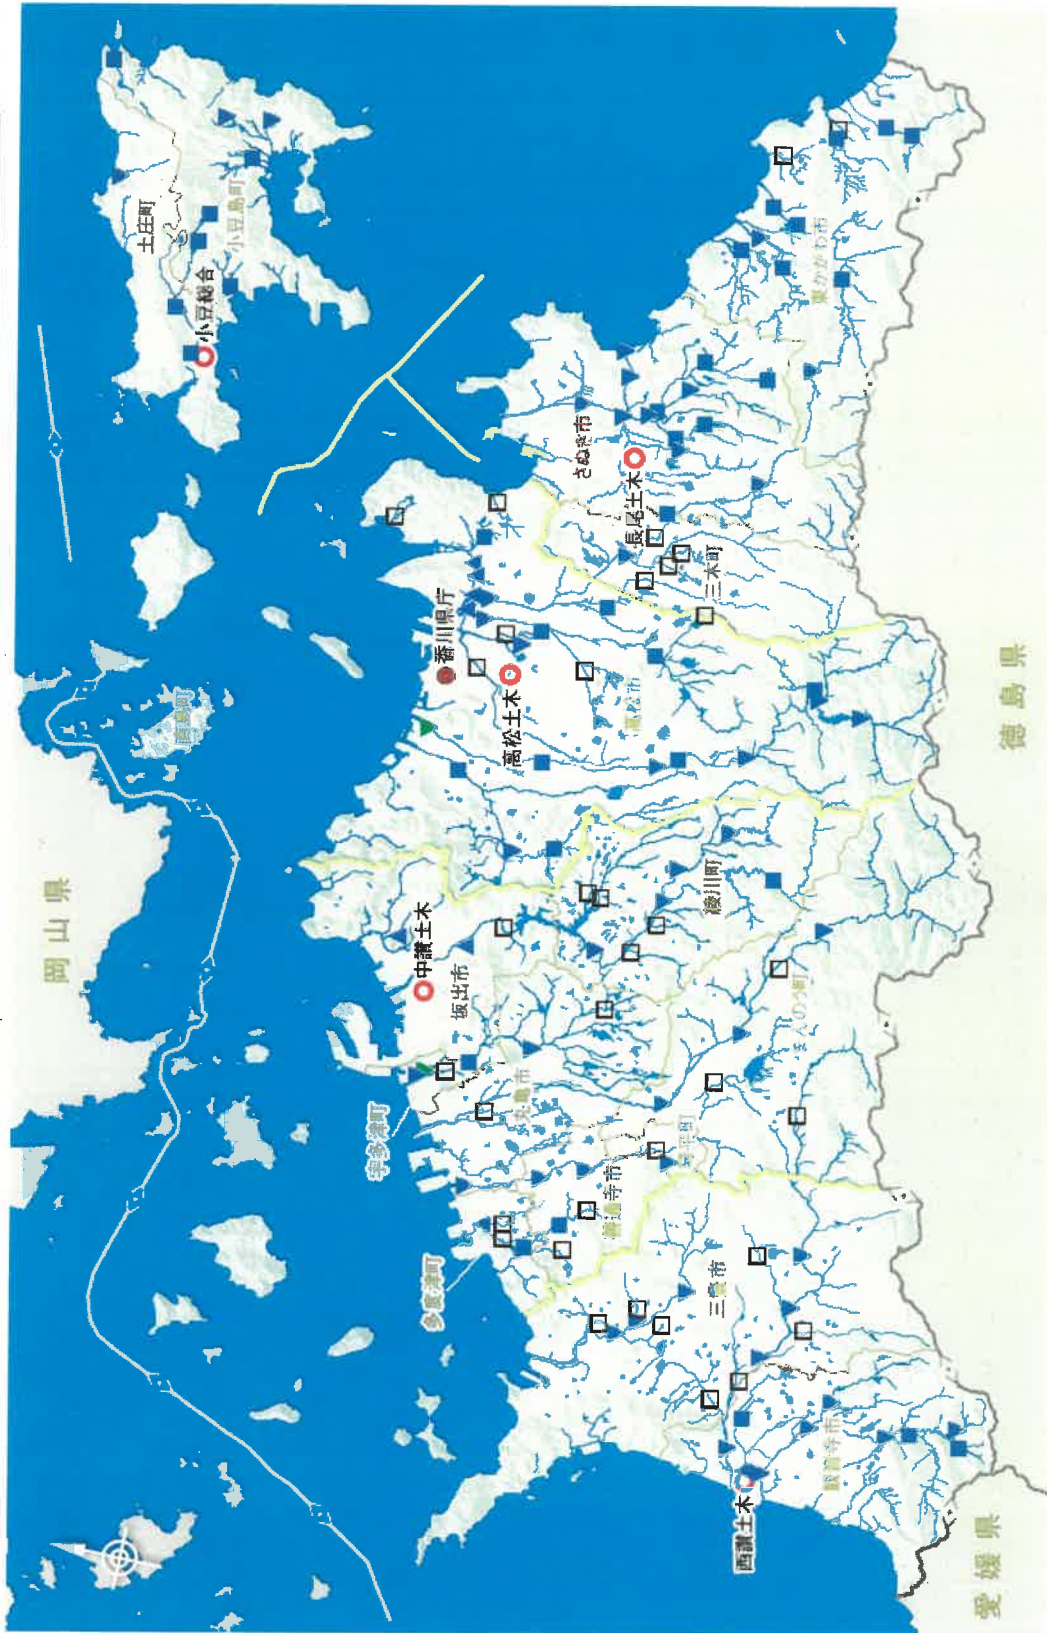 岡山県
土庄町
小豆島町
小豆総合
直島町
香川県庁
高松土木
高松市
さぬき市
長尾土木
三木町
東かがわ市
中讃土木
坂出市
宇多津町
丸亀市
綾川町
まんのう町
琴平町
善通寺市
多度津町
三豊市
観音寺市
西讃土木
愛媛県
徳島県